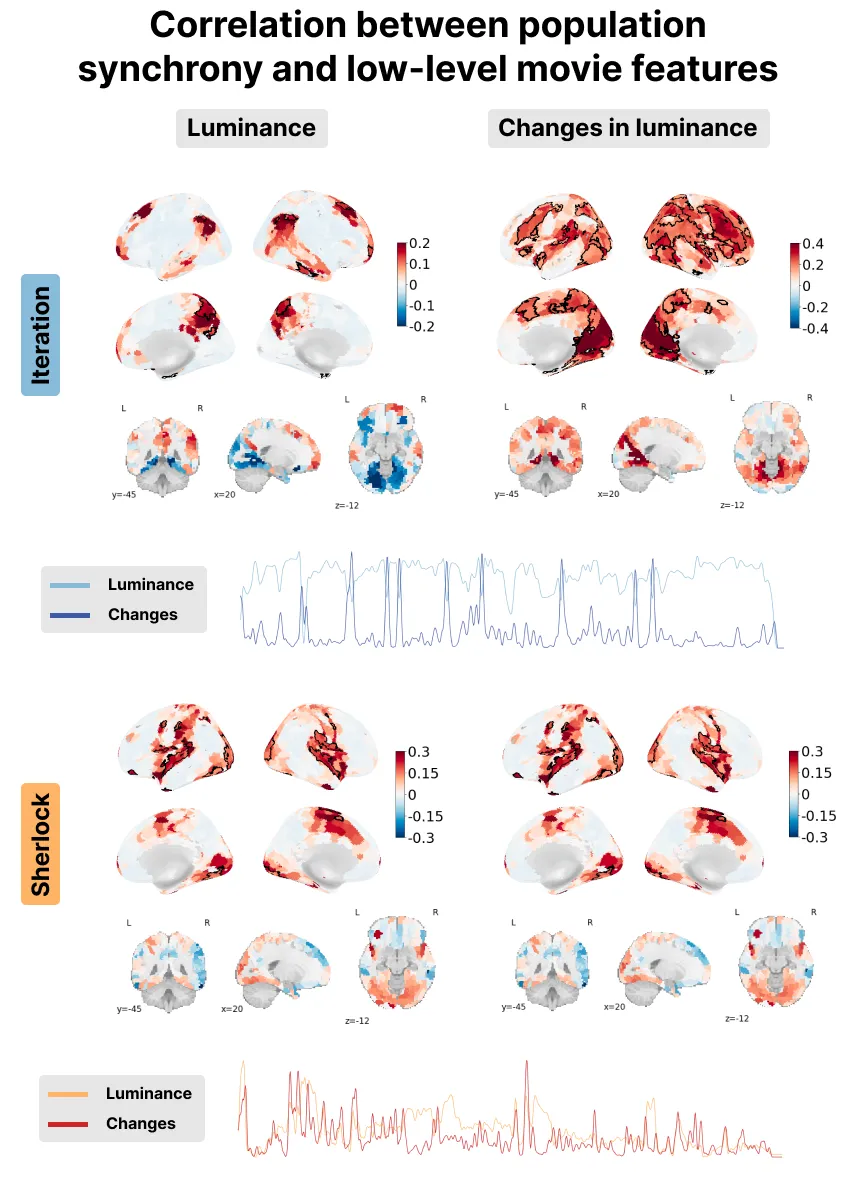 Correlation between population
synchrony and low-level movie features
Luminance
Changes in luminance
Iteration
0.2
0.1
0
-0.1
-0.2
0.4
0.2
0
-0.2
-0.4
L
R
L
R
y=-45
x=20
z=-12
L
R
L
R
y=-45
x=20
z=-12
Luminance
Changes
Sherlock
0.3
0.15
0
-0.15
-0.3
0.3
0.15
0
-0.15
-0.3
L
R
L
R
y=-45
x=20
z=-12
L
R
L
R
y=-45
x=20
z=-12
Luminance
Changes